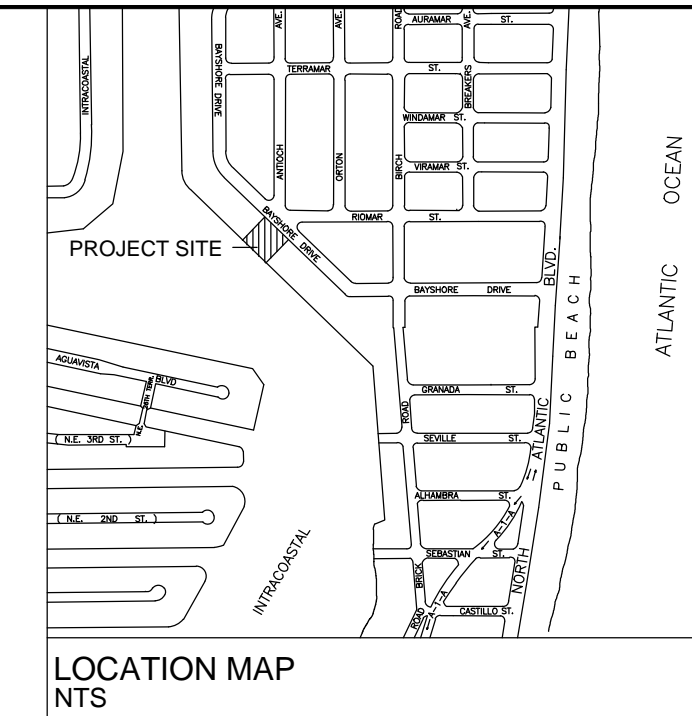 AVE.
AVE.
ROAD
AURAMAR ST.
AVE.
INTRACOASTAL
BAYSHORE DRIVE
TERRAMAR ST.
BREAKERS
WINDAMAR ST.
ANTIOCH
ORTON
BIRCH
VIRAMAR ST.
ATLANTIC OCEAN
BAYSHORE DRIVE
RIOMAR ST.
PROJECT SITE
BLVD.
BAYSHORE DRIVE
PUBLIC BEACH
AGUAVISTA BLVD
N.E. 26TH TERR.
GRANADA ST.
ROAD
ATLANTIC
( N.E. 3RD ST. )
SEVILLE ST.
ALHAMBRA ST.
( N.E. 2ND ST. )
A-1-A
INTRACOASTAL
SEBASTIAN ST.
NORTH
BRICK
A-1-A
CASTILLO ST.
ROAD
LOCATION MAP
NTS